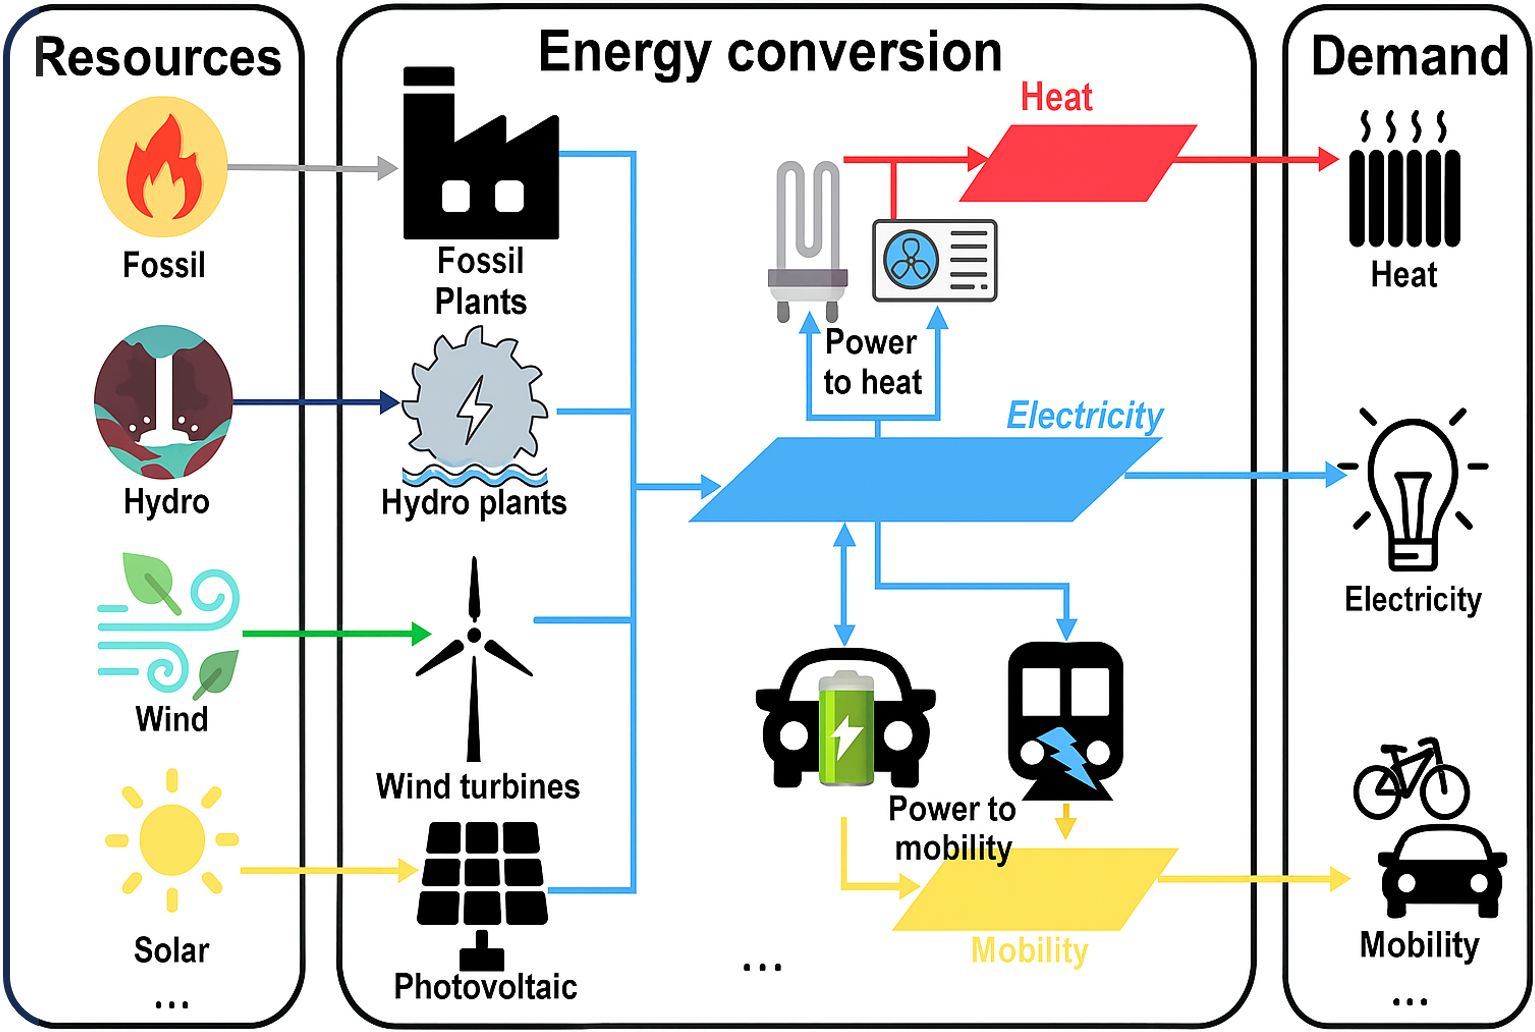 Resources
Fossil
Hydro
Wind
Solar
...
Energy conversion
Fossil
Plants
Hydro plants
Wind turbines
Photovoltaic
Heat
Power
to heat
Electricity
Power to
mobility
Mobility
...
Demand
Heat
Electricity
Mobility
...